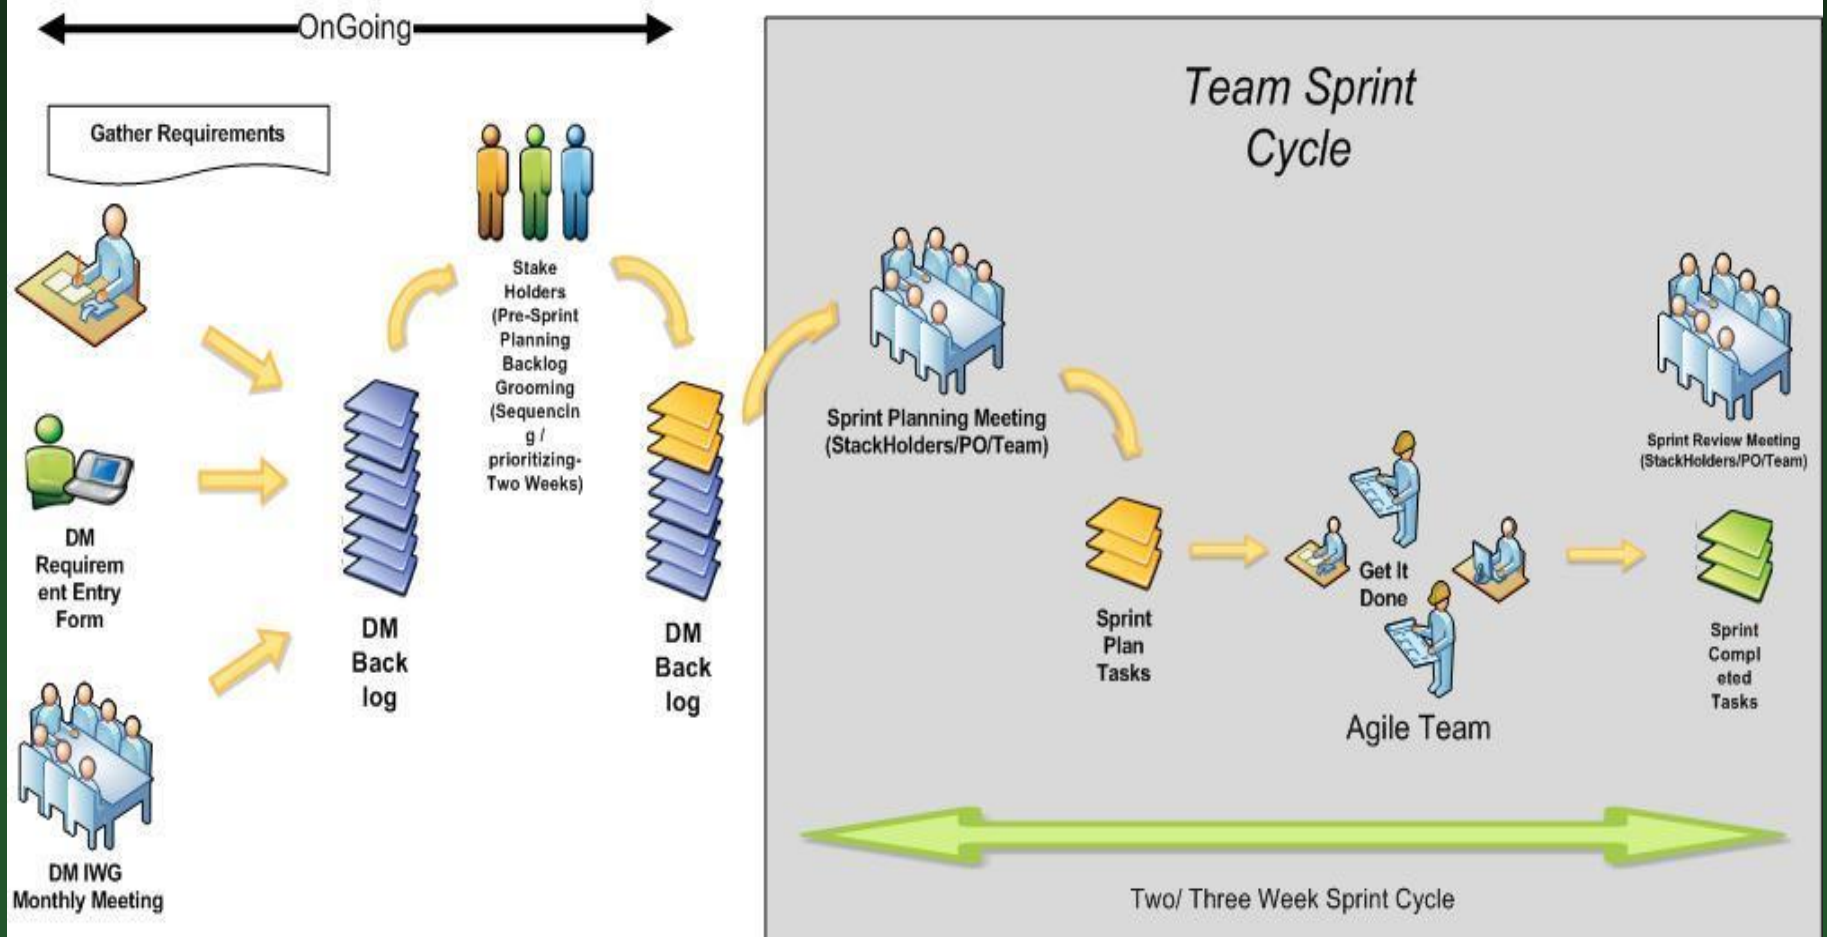 OnGoing
Gather Requirements
DM
Requirem
ent Entry
Form
DM IWG
Monthly Meeting
DM
Back
log
Stake
Holders
(Pre-Sprint
Planning
Backlog
Grooming
(Sequencin
g /
prioritizing-
Two Weeks)
DM
Back
log
Team Sprint
Cycle
Sprint Planning Meeting
(StackHolders/PO/Team)
Sprint
Plan
Tasks
Get It
Done
Agile Team
Sprint Review Meeting
(StackHolders/PO/Team)
Sprint
Compl
eted
Tasks
Two/ Three Week Sprint Cycle